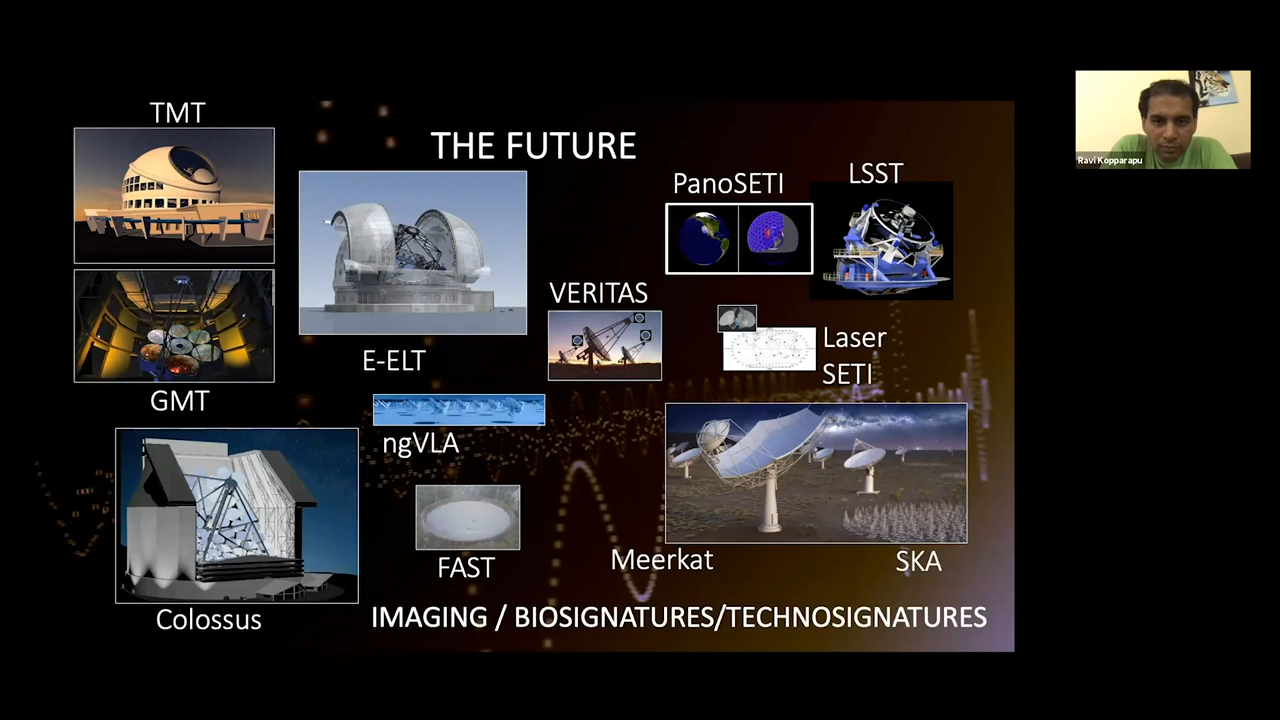 TMT
THE FUTURE
PanoSETI
LSST
Ravi Kopparapu
VERITAS
Laser
SETI
E-ELT
GMT
ngVLA
FAST
Meerkat
SKA
Colossus
IMAGING / BIOSIGNATURES/TECHNOSIGNATURES